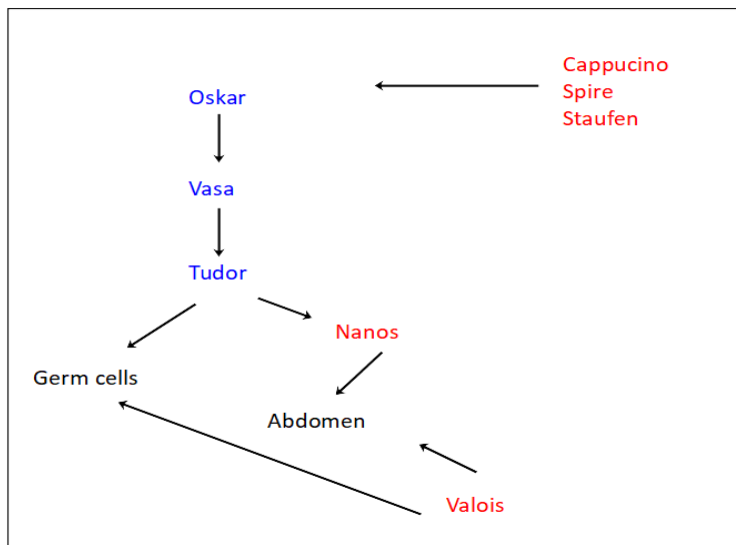 Cappucino
Spire
Staufen
Oskar
Vasa
Tudor
Nanos
Germ cells
Abdomen
Valois